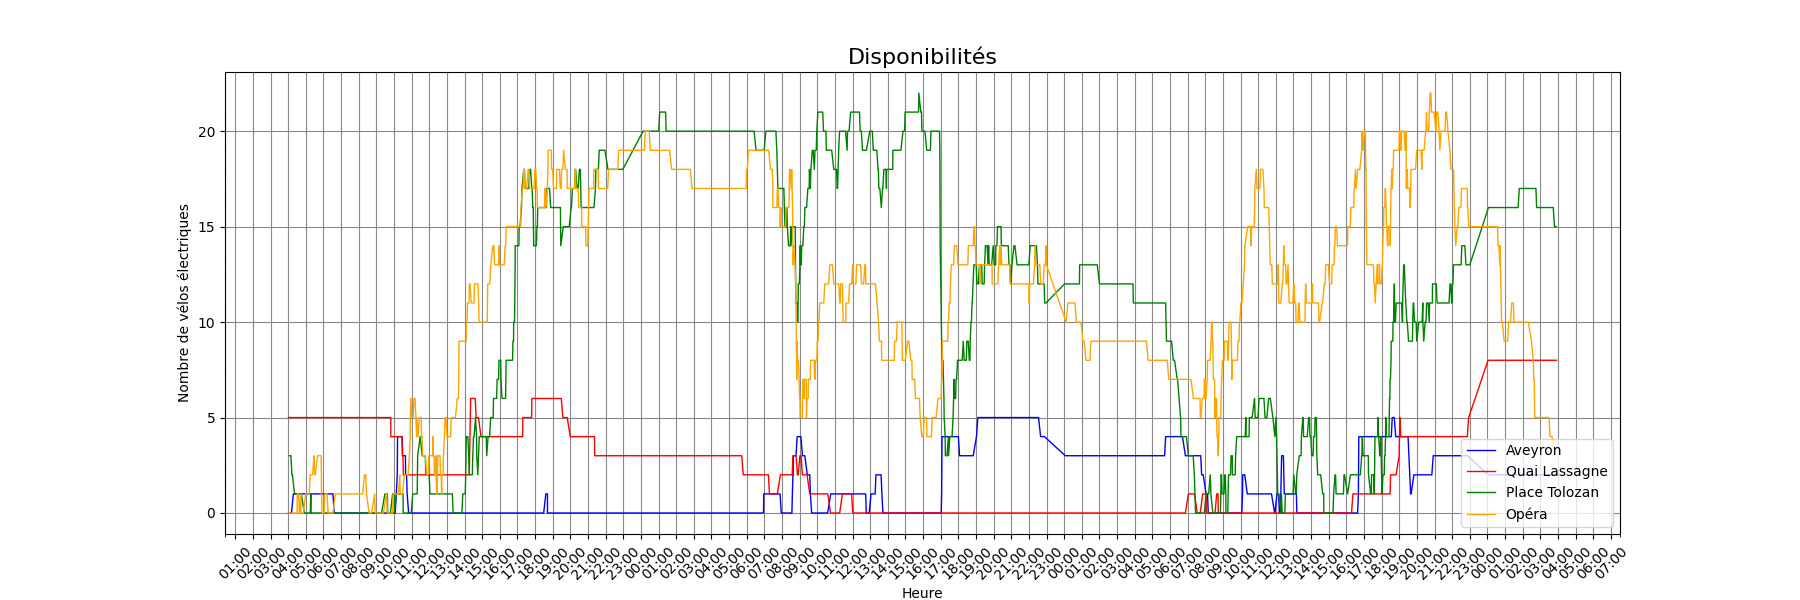 Disponibilités
Nombre de vélos électriques
20
15
10
5
0
Aveyron
Quai Lassagne
Place Tolozan
Opéra
01:00 02:00 03:00 04:00 05:00 06:00 07:00 08:00 09:00 10:00 11:00 12:00 13:00 14:00 15:00 16:00 17:00 18:00 19:00 20:00 21:00 22:00 23:00 00:00 01:00 02:00 03:00 04:00 05:00 06:00 07:00 08:00 09:00 10:00 11:00 12:00 13:00 14:00 15:00 16:00 17:00 18:00 19:00 20:00 21:00 22:00 23:00 00:00 01:00 02:00 03:00 04:00 05:00 06:00 07:00 08:00 09:00 10:00 11:00 12:00 13:00 14:00 15:00 16:00 17:00 18:00 19:00 20:00 21:00 22:00 23:00 00:00 01:00 02:00 03:00 04:00 05:00 06:00 07:00
Heure